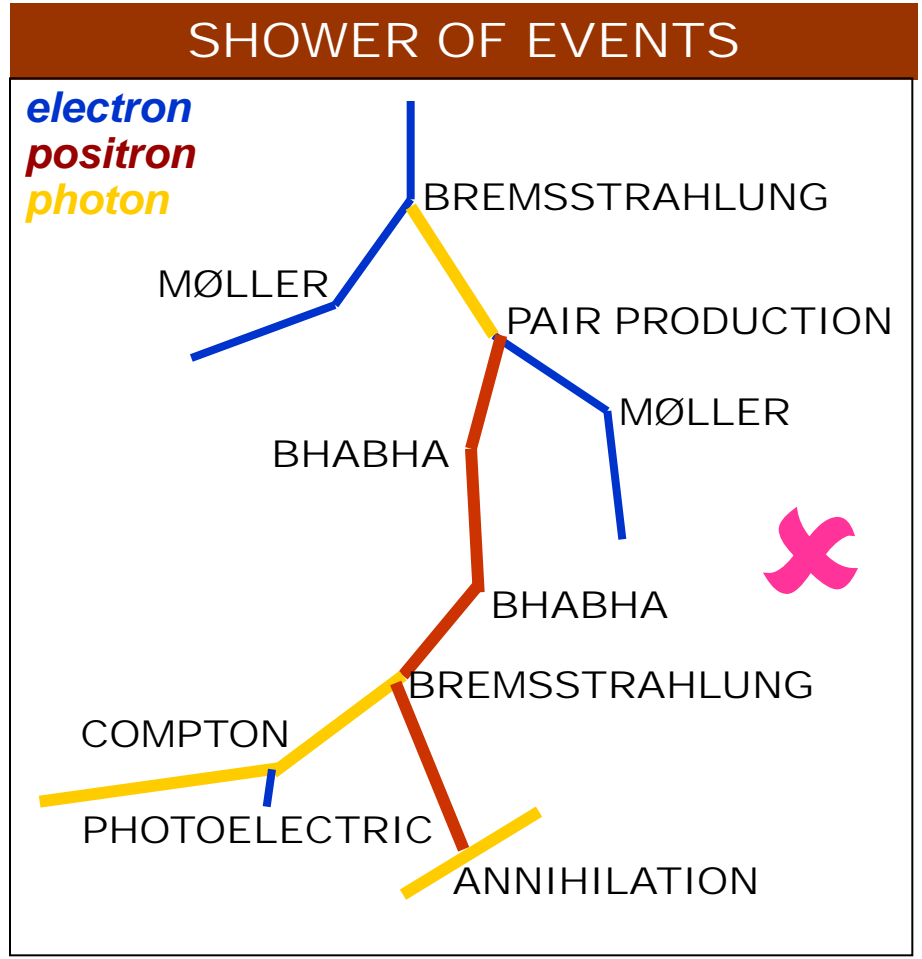 SHOWER OF EVENTS
electron
positron
photon
BREMSSTRAHLUNG
MØLLER
PAIR PRODUCTION
MØLLER
BHABHA
BHABHA
BREMSSTRAHLUNG
COMPTON
PHOTOELECTRIC
ANNIHILATION